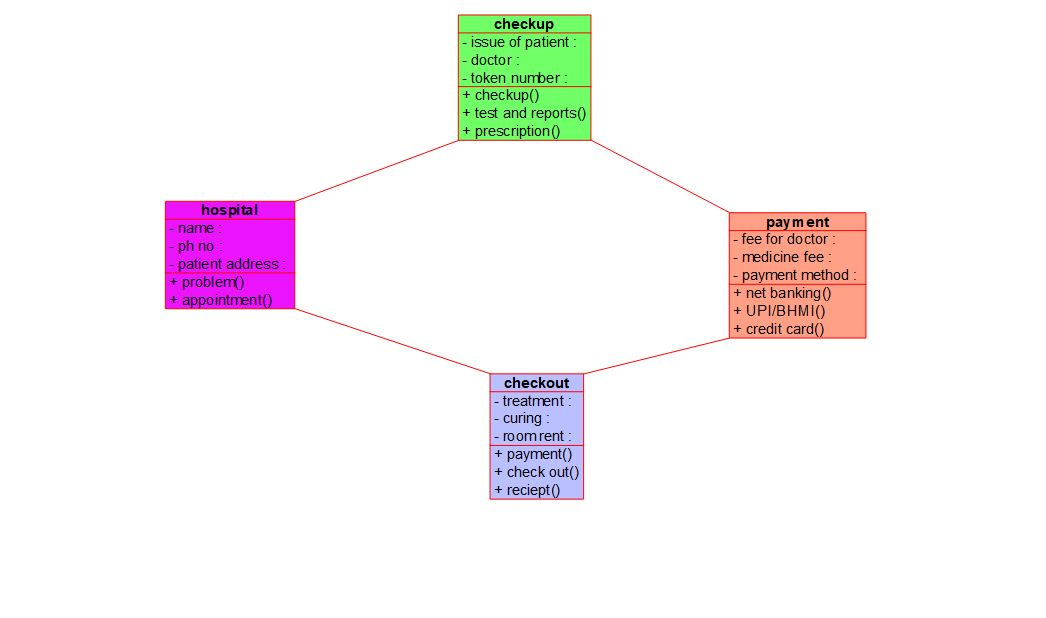 checkup
- issue of patient :
- doctor :
- token number :
+ checkup()
+ test and reports()
+ prescription()
hospital
- name :
- ph no :
- patient address :
+ problem()
+ appointment()
payment
- fee for doctor :
- medicine fee :
- payment method :
+ net banking()
+ UPI/BHMI()
+ credit card()
checkout
- treatment :
- curing :
- room rent :
+ payment()
+ check out()
+ reciept()